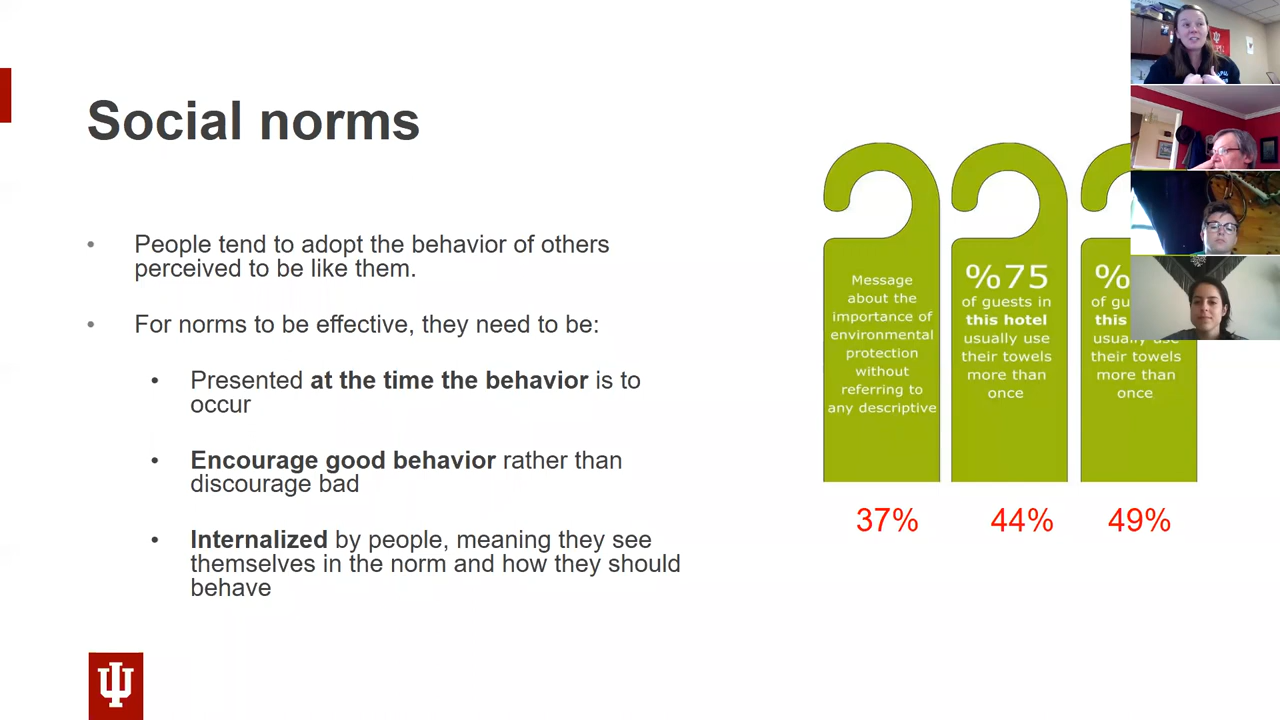 Social norms
People tend to adopt the behavior of others
perceived to be like them.
For norms to be effective, they need to be:
Presented at the time the behavior is to
occur
Encourage good behavior rather than
discourage bad
Internalized by people, meaning they see
themselves in the norm and how they should
behave
Message
about the
importance of
environmental
protection
without
referring to
any descriptive
%75
of guests in
this hotel
usually use
their towels
more than
once
%
of
this
usually use
their towels
more than
once
37%
44%
49%